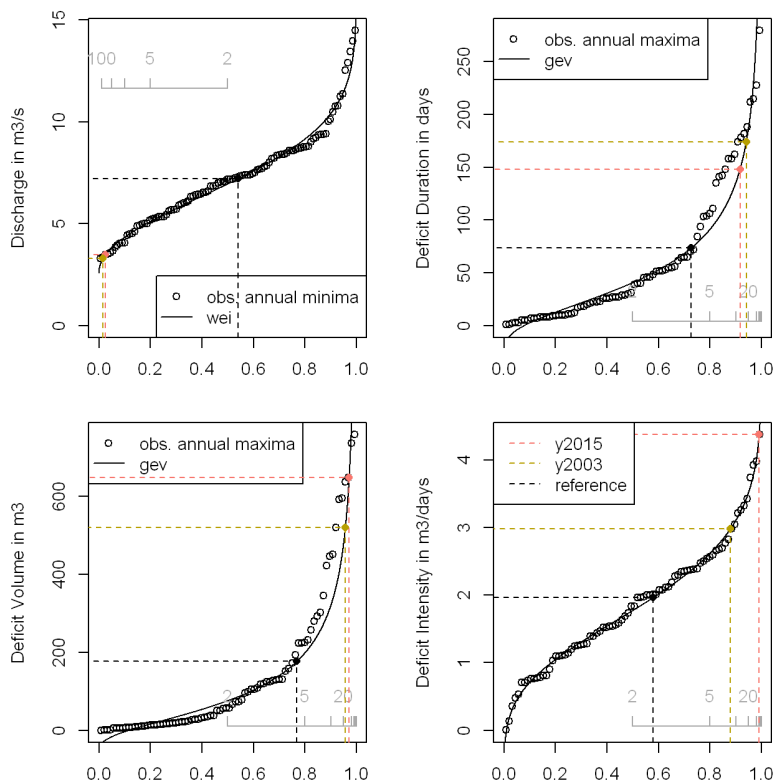 15
10
5
0
Discharge in m3/s
100 5 2
obs. annual minima
wei
0.0 0.2 0.4 0.6 0.8 1.0
250
200
150
100
50
0
Deficit Duration in days
obs. annual maxima
gev
5 20
0.0 0.2 0.4 0.6 0.8 1.0
600
400
200
0
Deficit Volume in m3
obs. annual maxima
gev
2 5 20
0.0 0.2 0.4 0.6 0.8 1.0
4
3
2
1
0
Deficit Intensity in m3/days
y2015
y2003
reference
2 5 20
0.0 0.2 0.4 0.6 0.8 1.0